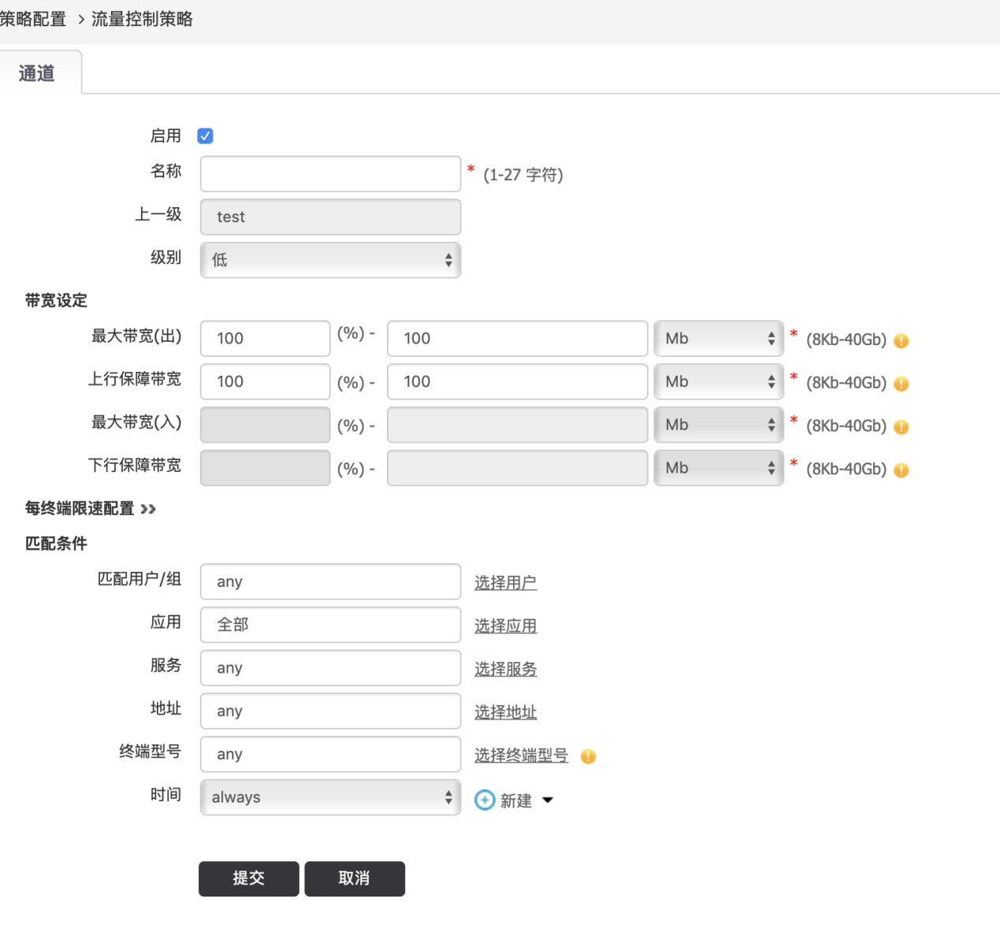 策略配置 > 流量控制策略
通道
启用
名称 * (1-27 字符)
上一级 test
级别 低
带宽设定
最大带宽(出) 100 (%) - 100 Mb * (8Kb-40Gb)
上行保障带宽 100 (%) - 100 Mb * (8Kb-40Gb)
最大带宽(入) (%) - Mb * (8Kb-40Gb)
下行保障带宽 (%) - Mb * (8Kb-40Gb)
每终端限速配置 >>
匹配条件
匹配用户/组 any 选择用户
应用 全部 选择应用
服务 any 选择服务
地址 any 选择地址
终端型号 any 选择终端型号
时间 always 新建
提交 取消